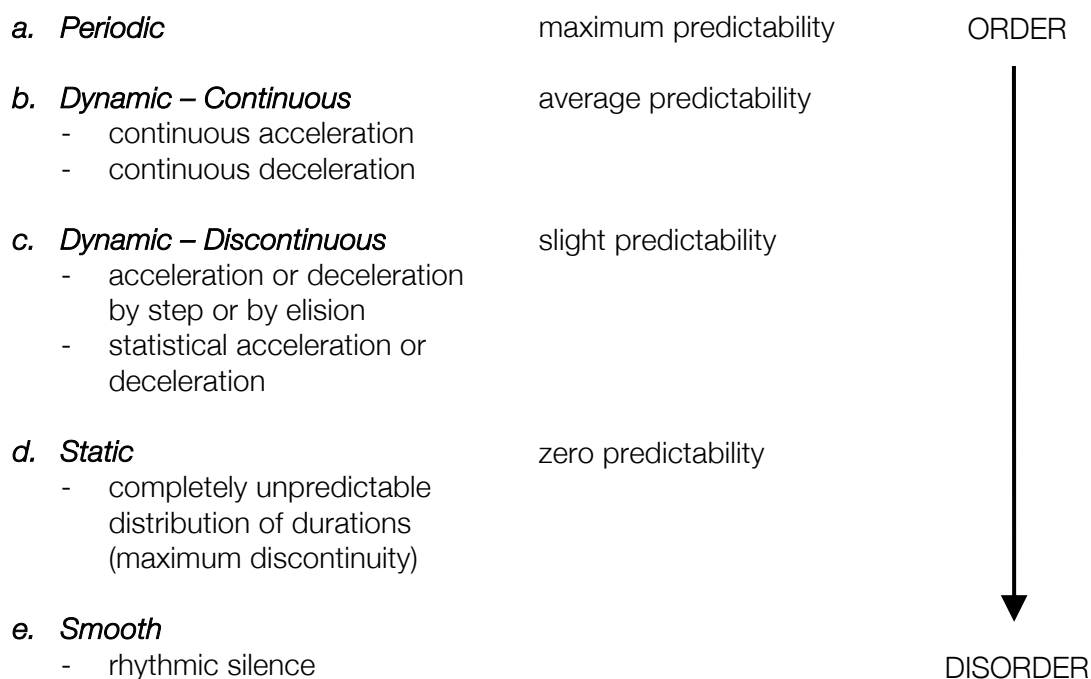 a. Periodic maximum predictability ORDER
b. Dynamic – Continuous average predictability
- continuous acceleration
- continuous deceleration
c. Dynamic – Discontinuous slight predictability
- acceleration or deceleration
by step or by elision
- statistical acceleration or
deceleration
d. Static zero predictability
- completely unpredictable
distribution of durations
(maximum discontinuity)
e. Smooth
- rhythmic silence DISORDER